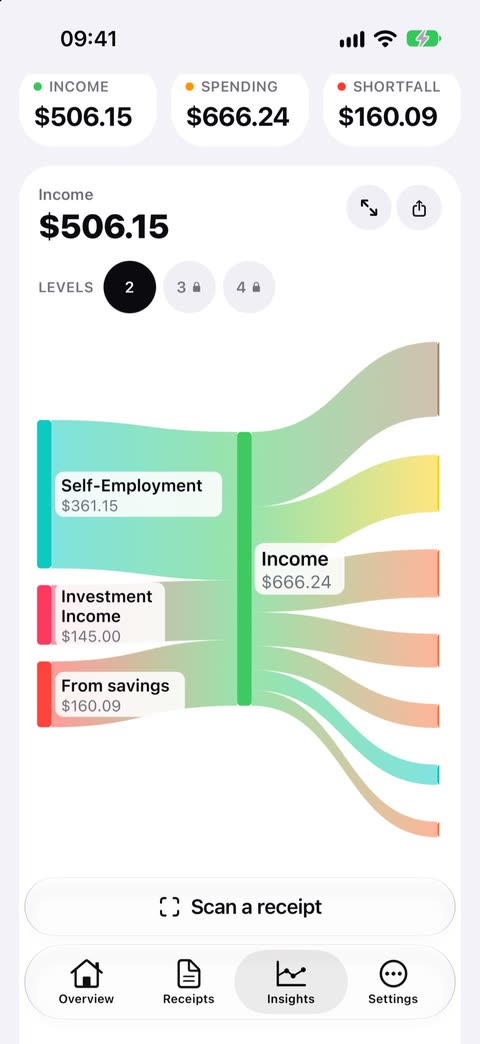 09:41
INCOME
$506.15
SPENDING
$666.24
SHORTFALL
$160.09
Income
$506.15
LEVELS 2 3 4
Self-Employment
$361.15
Income
$666.24
Investment
Income
$145.00
From savings
$160.09
Scan a receipt
Overview
Receipts
Insights
Settings